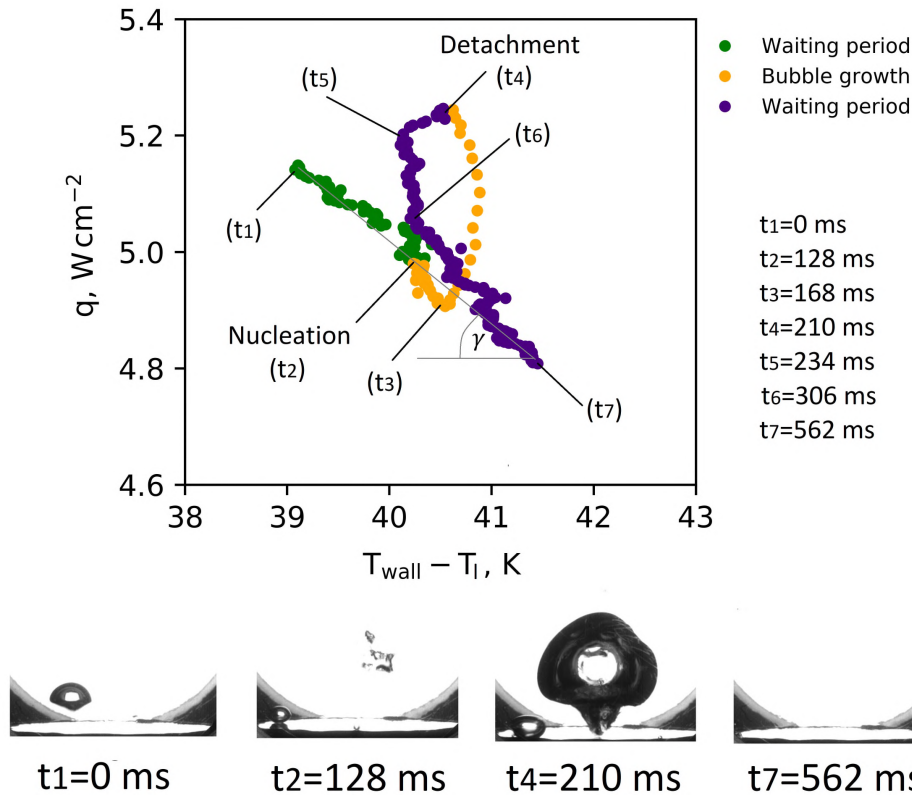 5.4
5.2
5.0
4.8
4.6
38
39
40
41
42
43
q, Wcm⁻²
T_wall − T_l, K
Detachment
(t4)
(t5)
(t6)
(t1)
Nucleation
(t2)
(t3)
γ
(t7)
Waiting period
Bubble growth
Waiting period
t1=0 ms
t2=128 ms
t3=168 ms
t4=210 ms
t5=234 ms
t6=306 ms
t7=562 ms
t1=0 ms
t2=128 ms
t4=210 ms
t7=562 ms